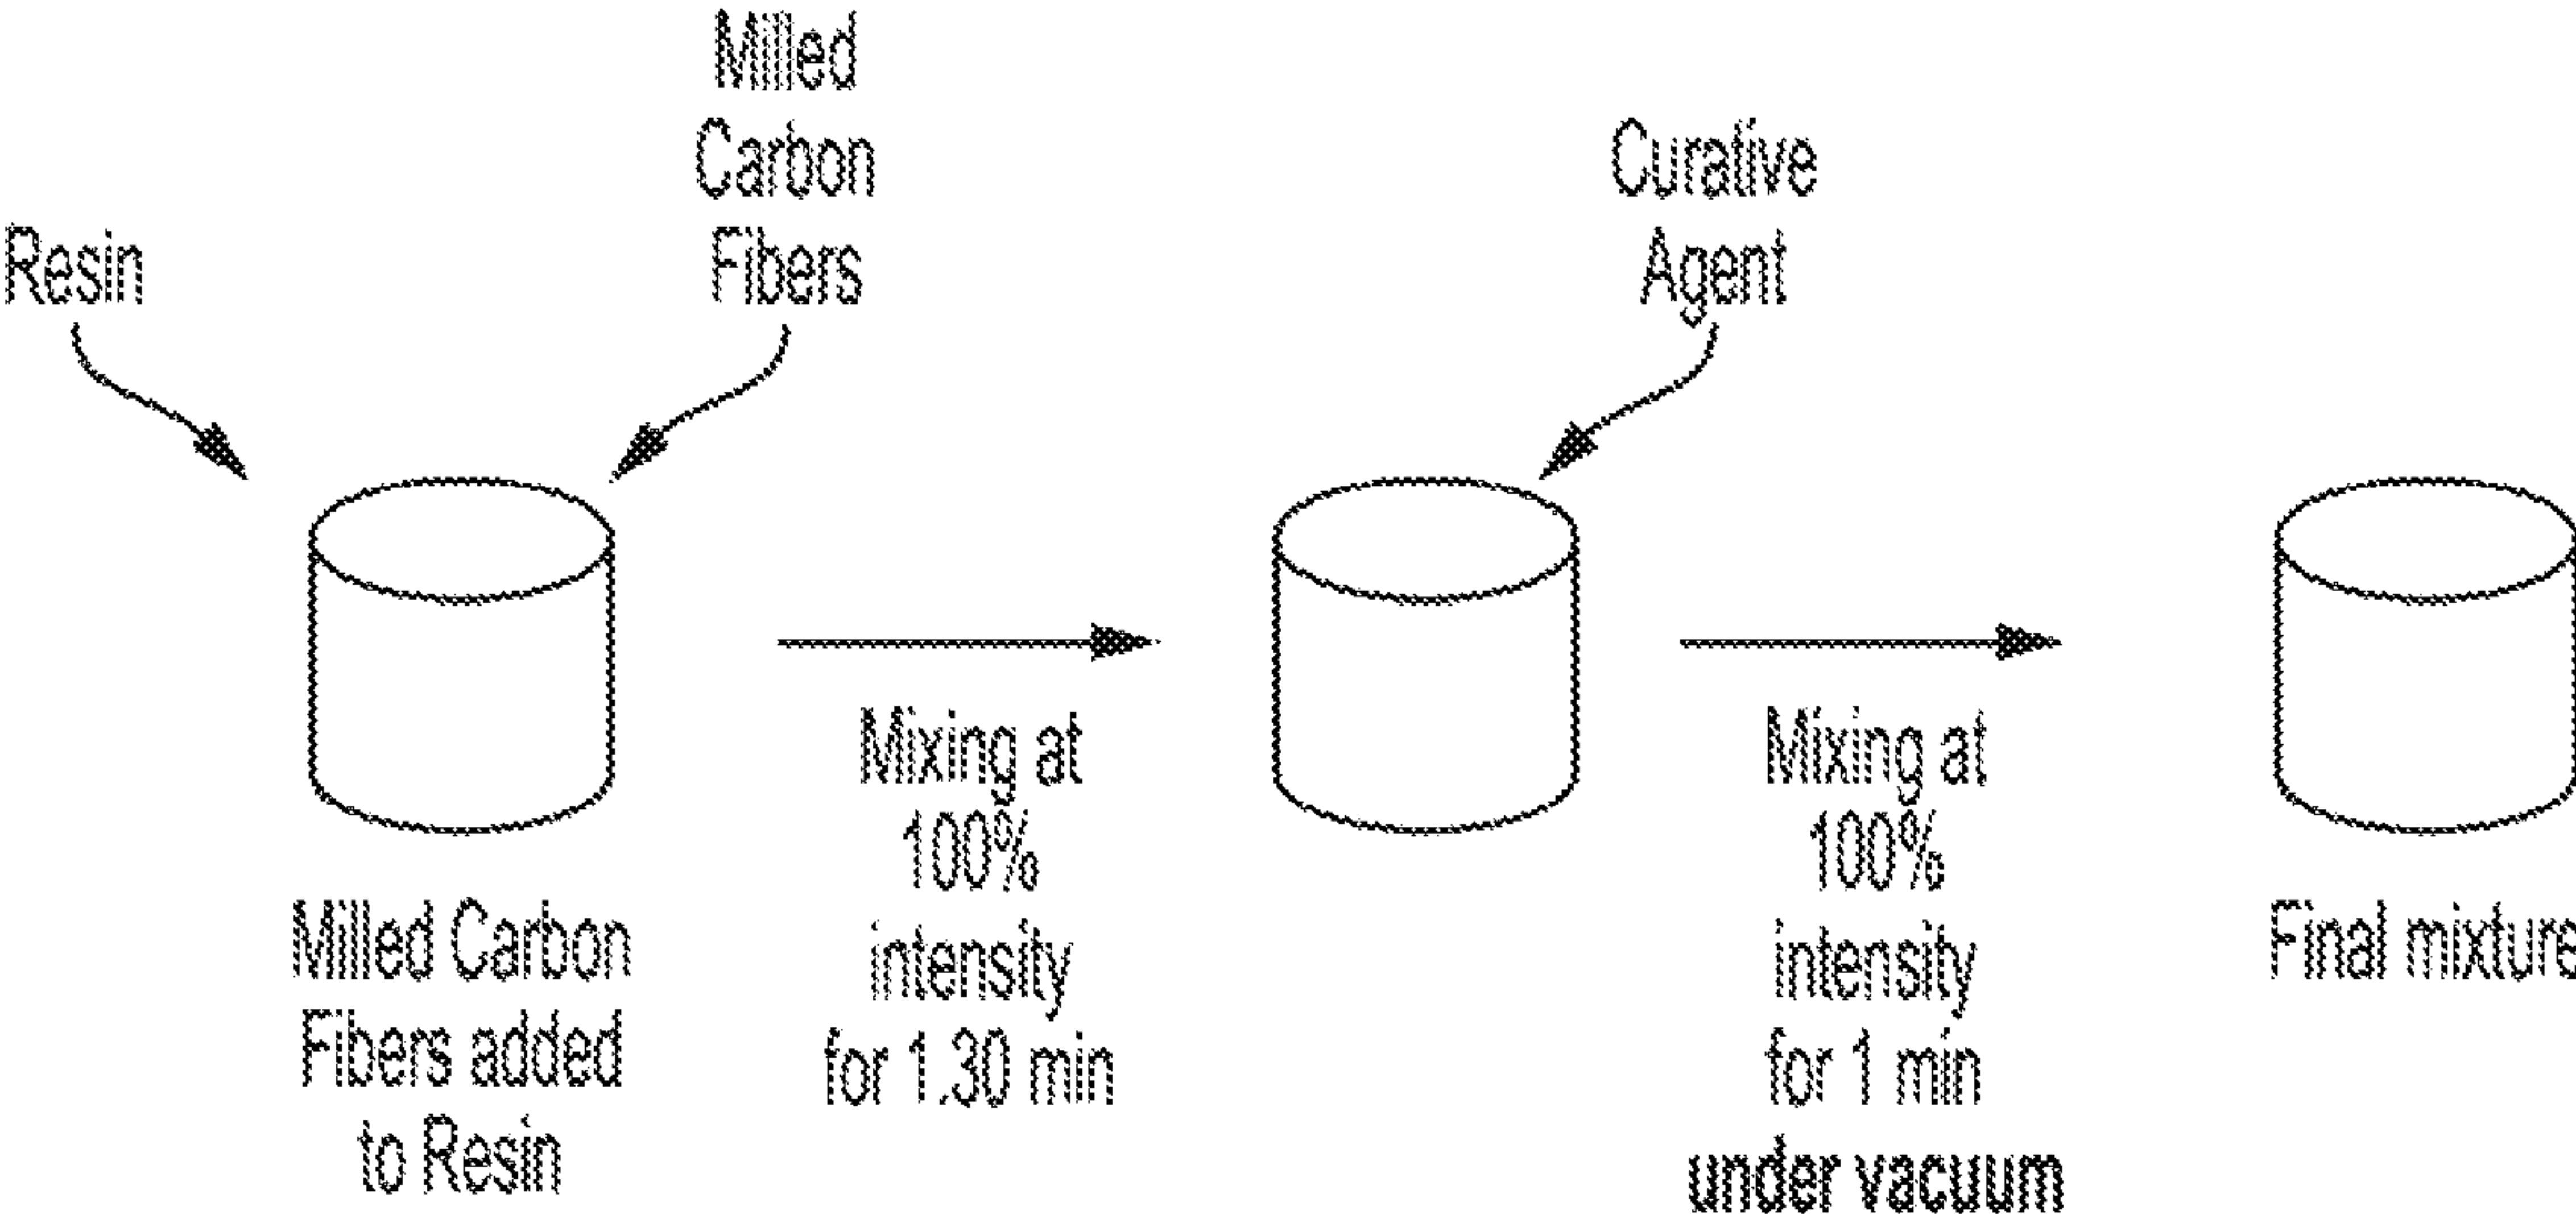 Resin
Milled
Carbon
Fibers
Curative
Agent
Milled Carbon
Fibers added
to Resin
Mixing at
100%
intensity
for 1.30 min
Mixing at
100%
intensity
for 1 min
under vacuum
Final mixture